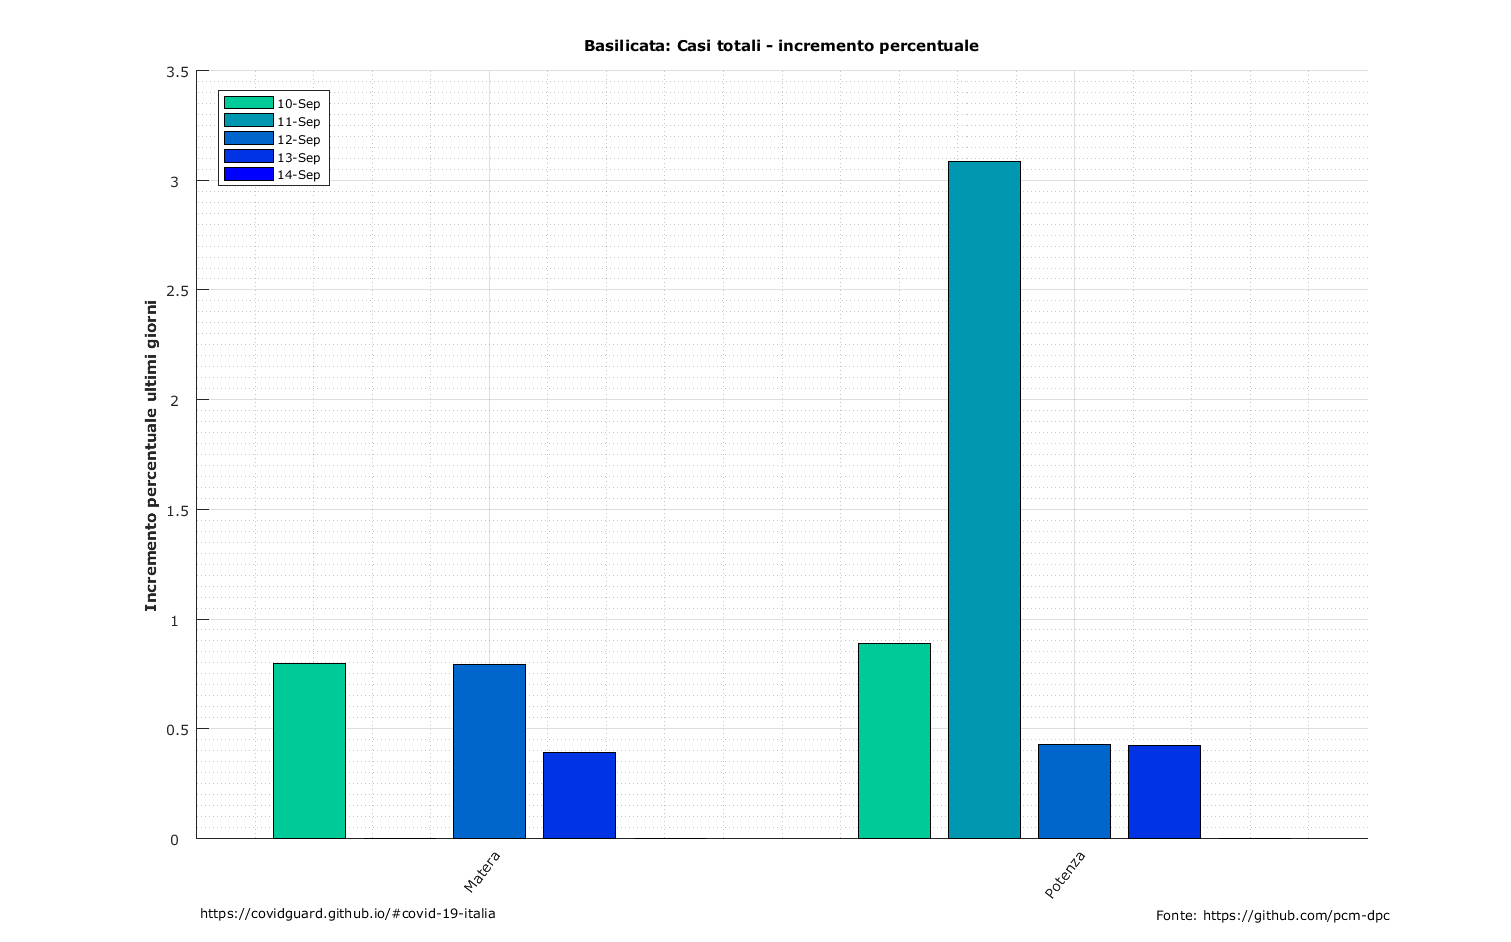 Basilicata: Casi totali - incremento percentuale
3.5
3
2.5
2
1.5
1
0.5
0
Incremento percentuale ultimi giorni
10-Sep
11-Sep
12-Sep
13-Sep
14-Sep
Matera
Potenza
https://covidguard.github.io/#covid-19-italia
Fonte: https://github.com/pcm-dpc